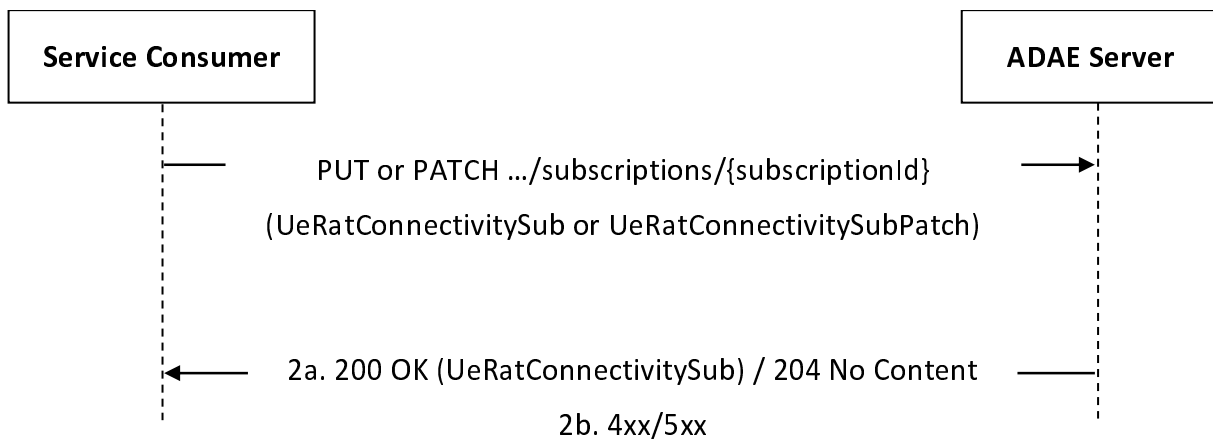 Service Consumer
ADAE Server
PUT or PATCH .../subscriptions/{subscriptionId}
(UeRatConnectivitySub or UeRatConnectivitySubPatch)
2a. 200 OK (UeRatConnectivitySub) / 204 No Content
2b. 4xx/5xx